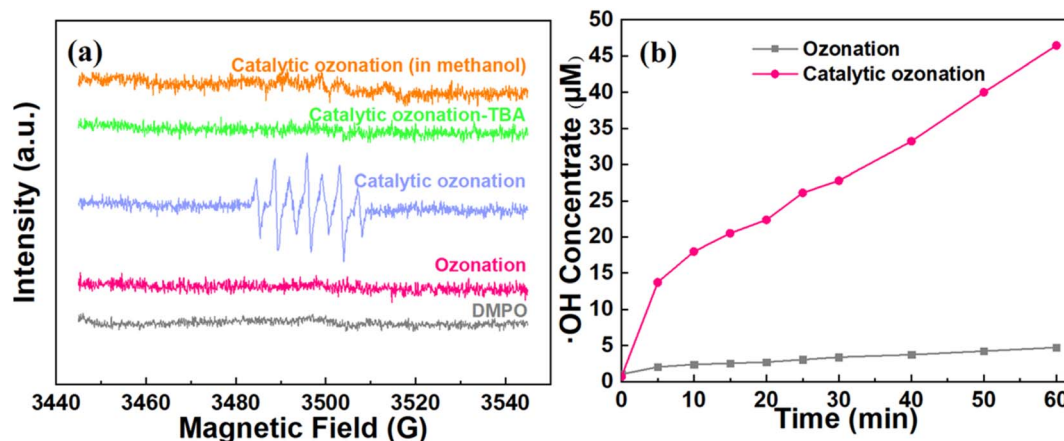 (a)
Catalytic ozonation (in methanol)
Catalytic ozonation-TBA
Catalytic ozonation
Ozonation
DMPO
Intensity (a.u.)
3440 3460 3480 3500 3520 3540
Magnetic Field (G)
(b)
Ozonation
Catalytic ozonation
·OH Concentrate (μM)
50
45
40
35
30
25
20
15
10
5
0
0 10 20 30 40 50 60
Time (min)